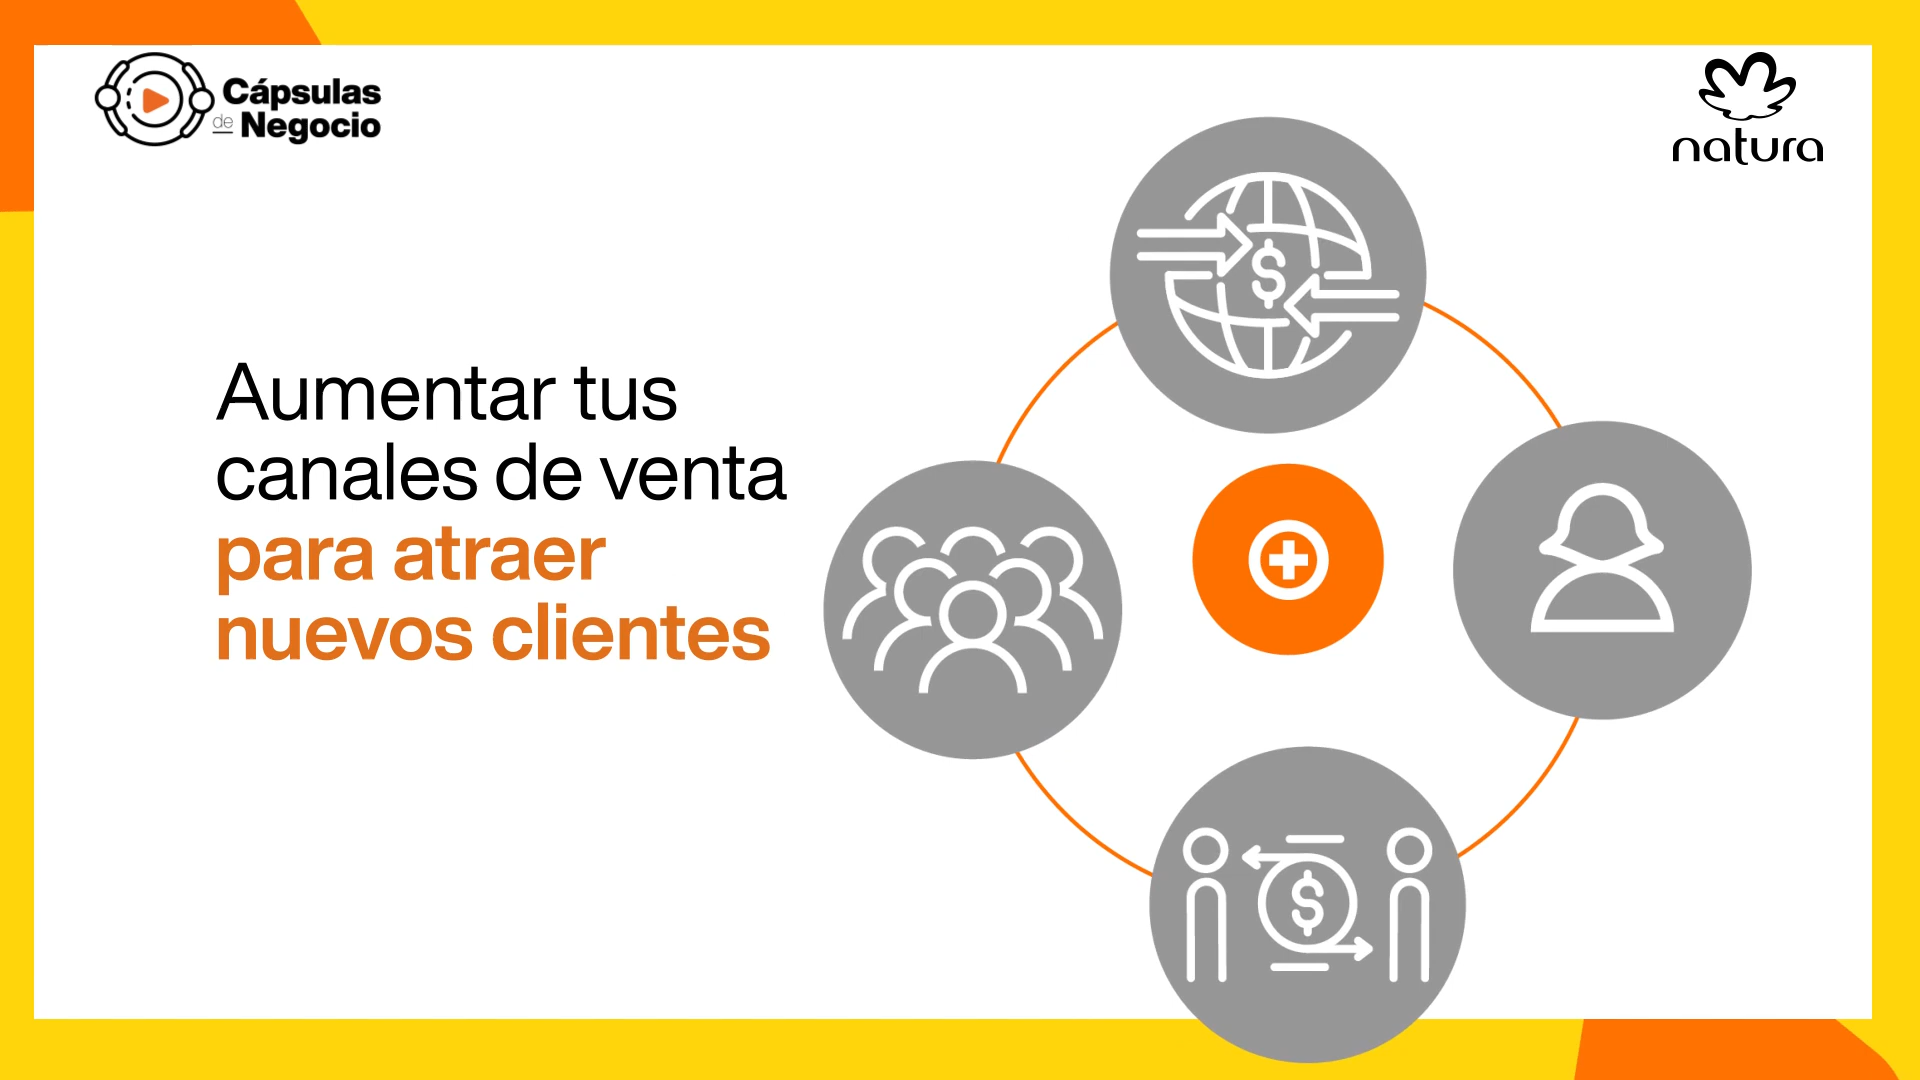 Cápsulas
de Negocio
natura
Aumentar tus
canales de venta
para atraer
nuevos clientes
$
$